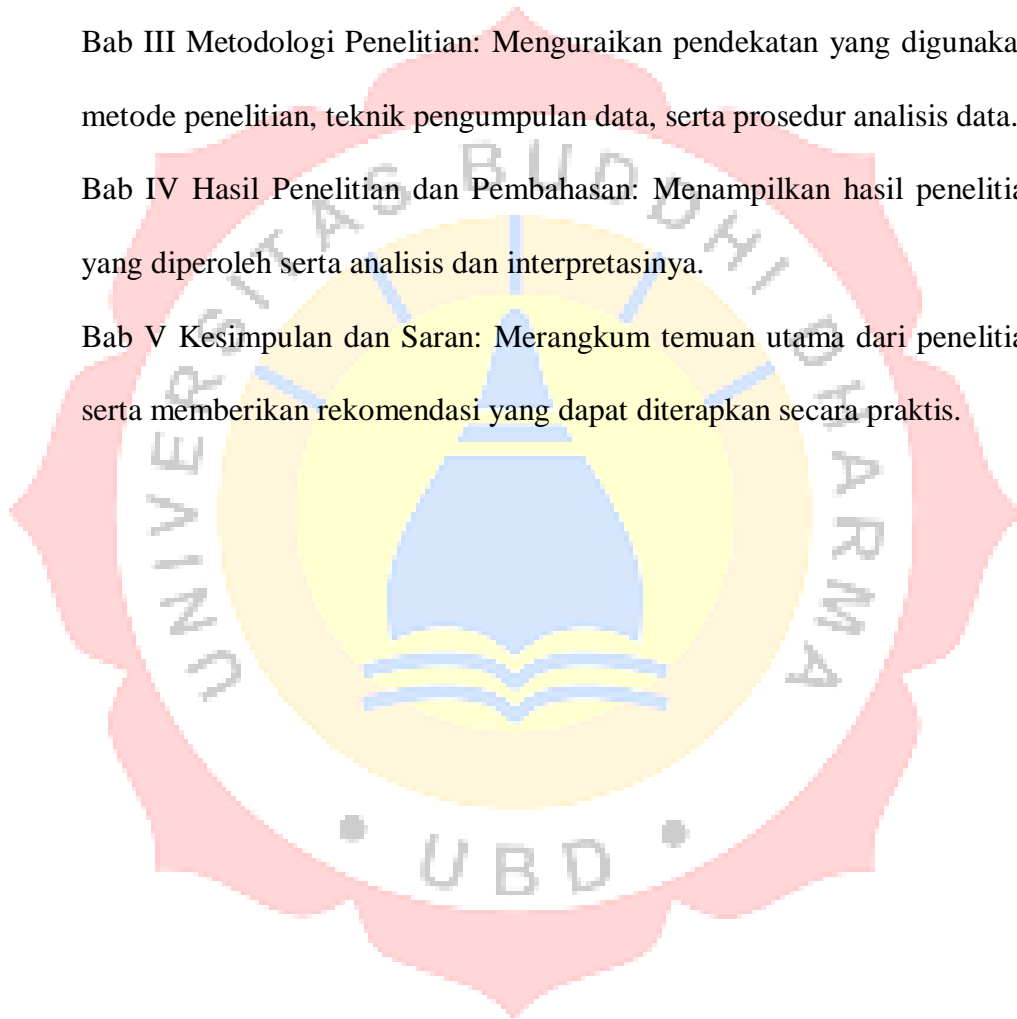 Bab III Metodologi Penelitian: Menguraikan pendekatan yang digunaka
metode penelitian, teknik pengumpulan data, serta prosedur analisis data.
Bab IV Hasil Penelitian dan Pembahasan: Menampilkan hasil peneliti
yang diperoleh serta analisis dan interpretasinya.
Bab V Kesimpulan dan Saran: Merangkum temuan utama dari penelitia
serta memberikan rekomendasi yang dapat diterapkan secara praktis.
UNIVERSITAS BUDDHI DHARMA
• UBD •